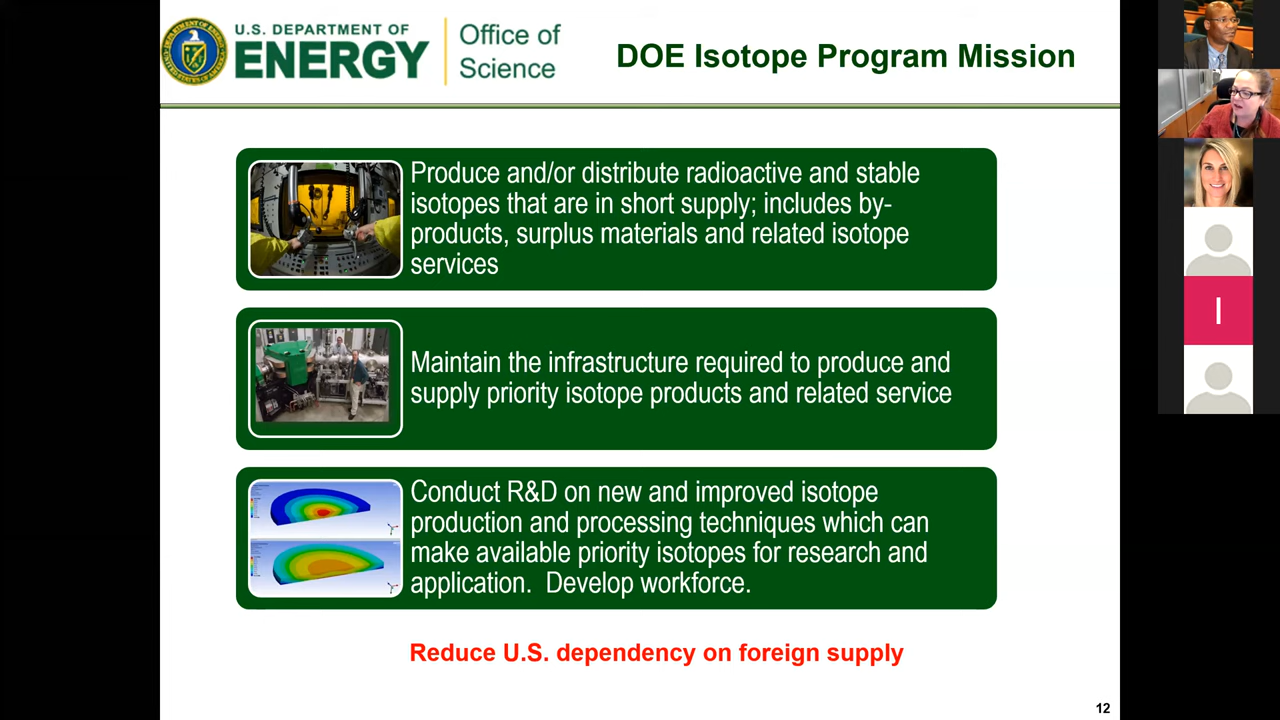 U.S. DEPARTMENT OF
ENERGY
Office of
Science
DOE Isotope Program Mission
Produce and/or distribute radioactive and stable
isotopes that are in short supply; includes by-
products, surplus materials and related isotope
services
Maintain the infrastructure required to produce and
supply priority isotope products and related service
Conduct R&D on new and improved isotope
production and processing techniques which can
make available priority isotopes for research and
application.  Develop workforce.
Reduce U.S. dependency on foreign supply
12
I